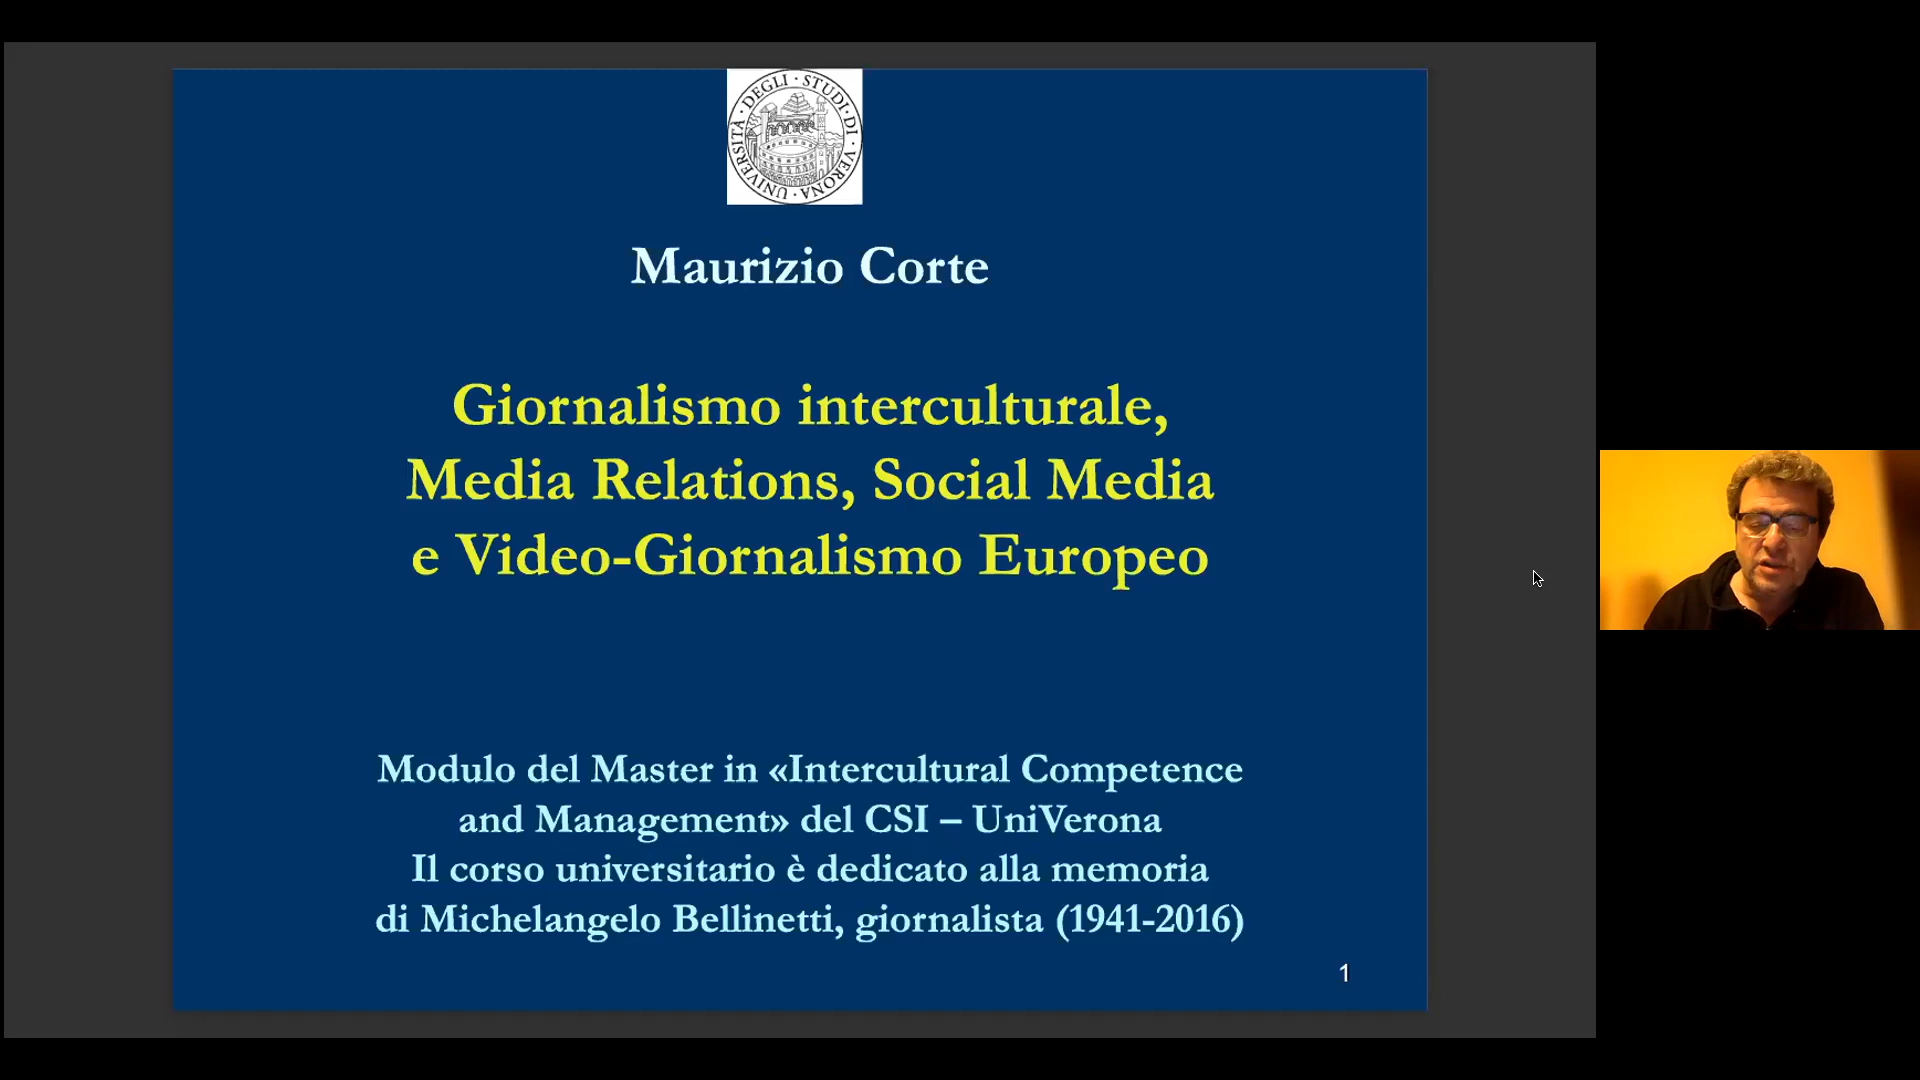 UNIVERSITÀ · DEGLI · STUDI · DI · VERONA ·
Maurizio Corte
Giornalismo interculturale,
Media Relations, Social Media
e Video-Giornalismo Europeo
Modulo del Master in «Intercultural Competence
and Management» del CSI – UniVerona
Il corso universitario è dedicato alla memoria
di Michelangelo Bellinetti, giornalista (1941-2016)
1